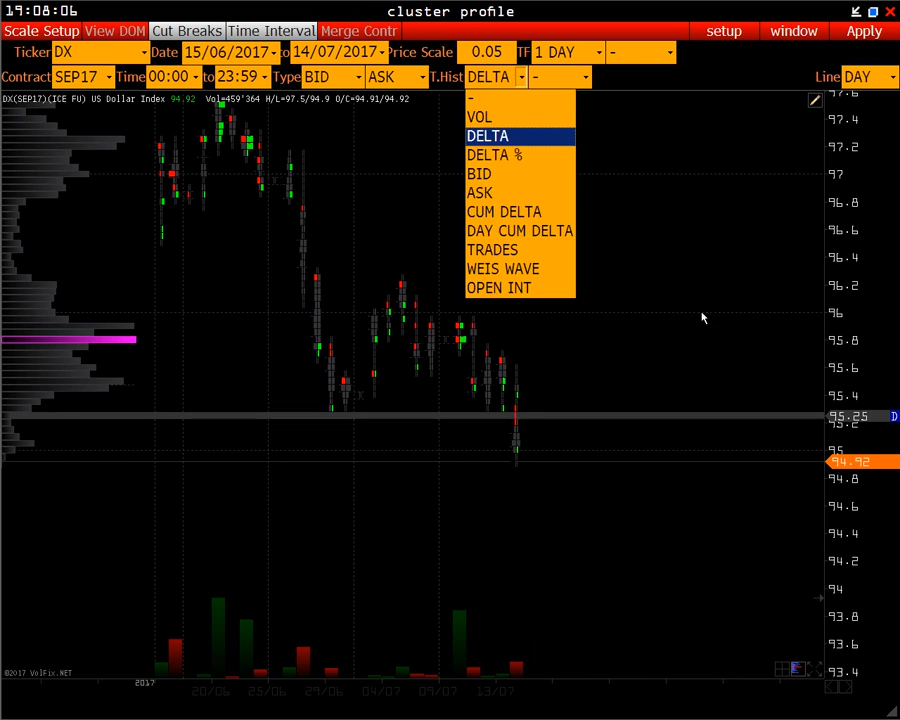 19:08:06 cluster profile
Scale Setup View DOM Cut Breaks Time Interval Merge Contr setup window Apply
Ticker DX Date 15/06/2017 to 14/07/2017 Price Scale 0.05 TF 1 DAY -
Contract SEP17 Time 00:00 to 23:59 Type BID ASK T.Hist DELTA - Line DAY
DX(SEP17)(ICE FU) US Dollar Index 94.92 Vol=459'364 H/L=97.5/94.9 O/C=94.91/94.92
-
VOL
DELTA
DELTA %
BID
ASK
CUM DELTA
DAY CUM DELTA
TRADES
WEIS WAVE
OPEN INT
97.6
97.4
97.2
97
96.8
96.6
96.4
96.2
96
95.8
95.6
95.4
95.25 D
95.2
95
94.92
94.8
94.6
94.4
94.2
94
93.8
93.6
93.4
©2017 VolFix.NET
2017
20/06 25/06 29/06 04/07 09/07 13/07